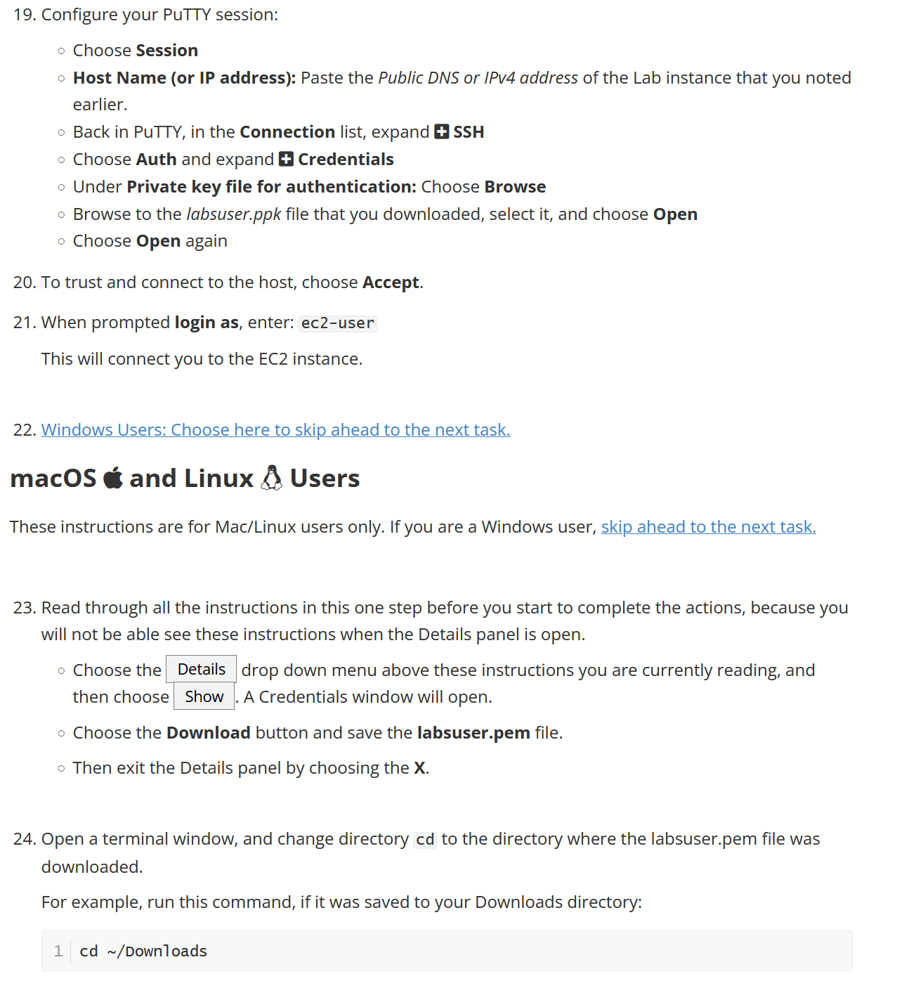 19. Configure your PuTTY session:
Choose Session
Host Name (or IP address): Paste the Public DNS or IPv4 address of the Lab instance that you noted
earlier.
Back in PuTTY, in the Connection list, expand SSH
Choose Auth and expand Credentials
Under Private key file for authentication: Choose Browse
Browse to the labsuser.ppk file that you downloaded, select it, and choose Open
Choose Open again
20. To trust and connect to the host, choose Accept.
21. When prompted login as, enter: ec2-user
This will connect you to the EC2 instance.
22. Windows Users: Choose here to skip ahead to the next task.
macOS and Linux Users
These instructions are for Mac/Linux users only. If you are a Windows user, skip ahead to the next task.
23. Read through all the instructions in this one step before you start to complete the actions, because you
will not be able see these instructions when the Details panel is open.
Choose the Details drop down menu above these instructions you are currently reading, and
then choose Show . A Credentials window will open.
Choose the Download button and save the labsuser.pem file.
Then exit the Details panel by choosing the X.
24. Open a terminal window, and change directory cd to the directory where the labsuser.pem file was
downloaded.
For example, run this command, if it was saved to your Downloads directory:
1 cd ~/Downloads